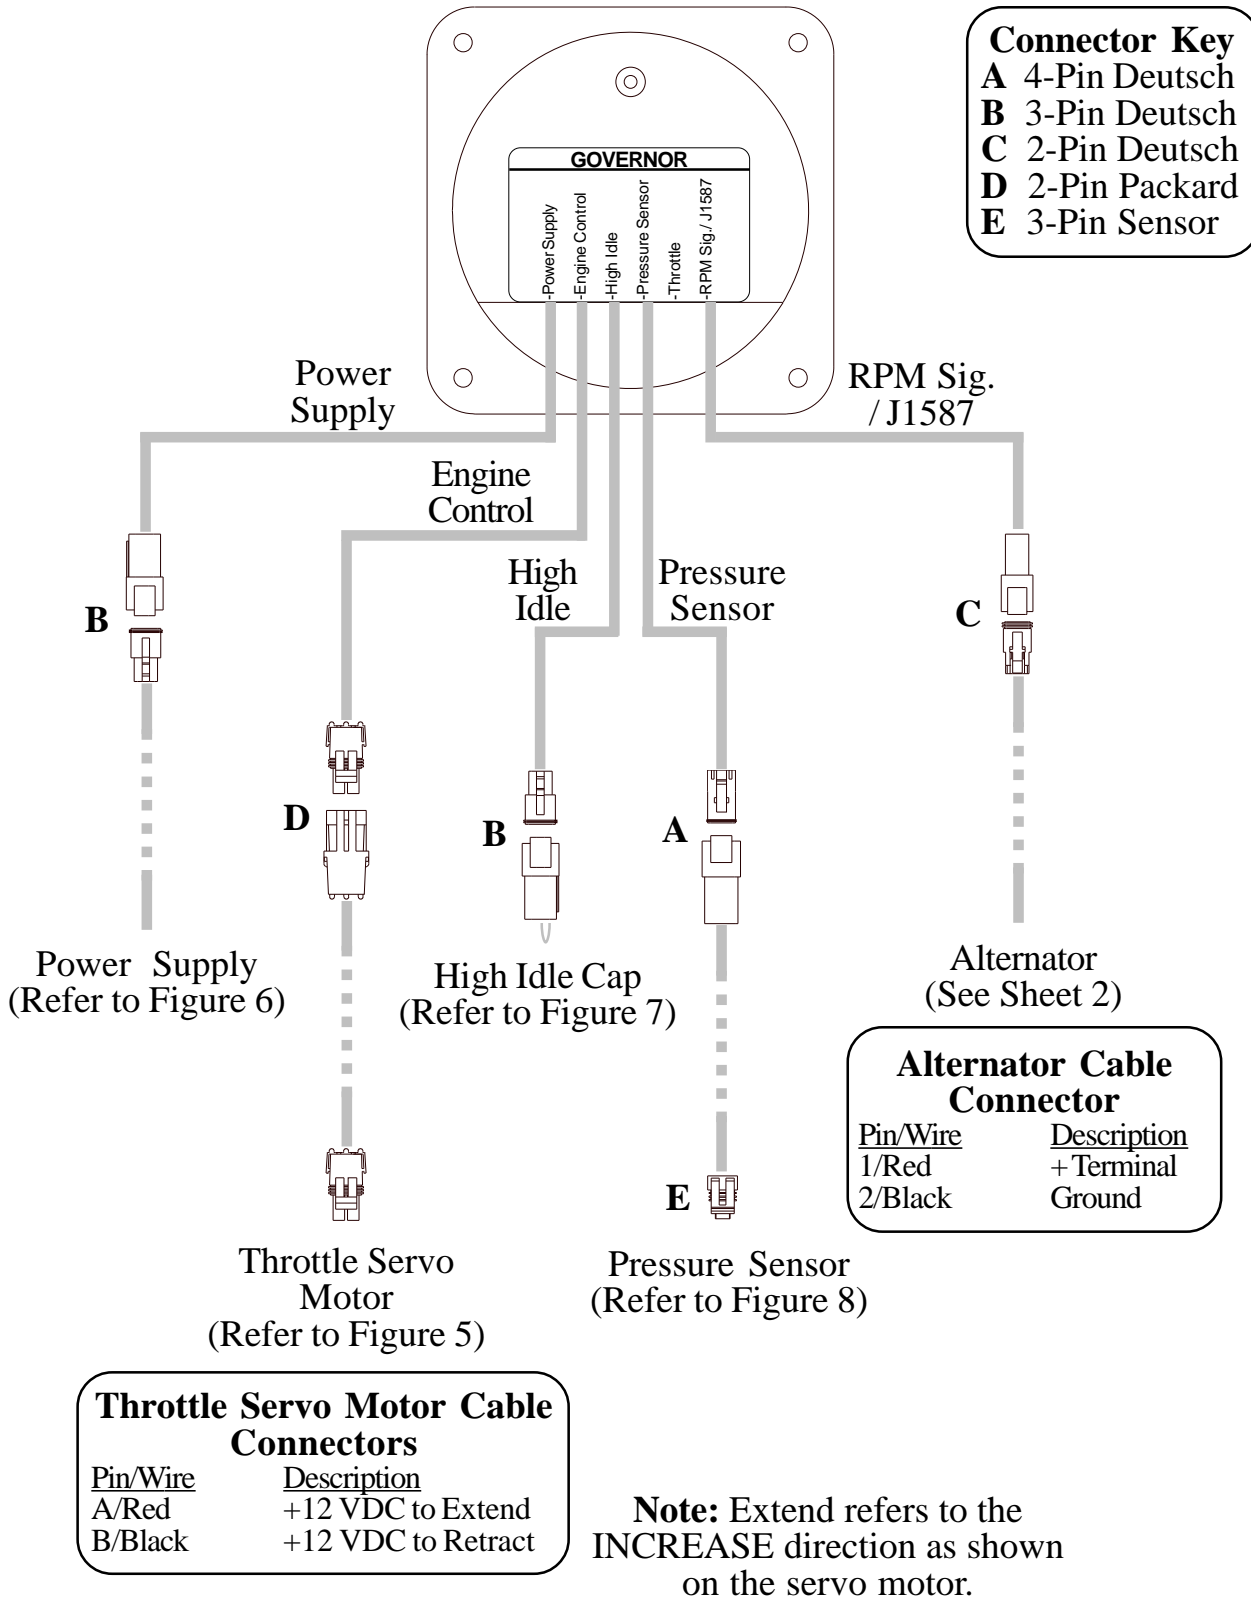 Connector Key
A 4-Pin Deutsch
B 3-Pin Deutsch
C 2-Pin Deutsch
D 2-Pin Packard
E 3-Pin Sensor
GOVERNOR
-Power Supply
-Engine Control
-High Idle
-Pressure Sensor
-Throttle
-RPM Sig./ J1587
Power
Supply
RPM Sig.
/ J1587
Engine
Control
High
Idle
Pressure
Sensor
B
C
D
B
A
Power Supply
(Refer to Figure 6)
High Idle Cap
(Refer to Figure 7)
Alternator
(See Sheet 2)
Alternator Cable
Connector
Pin/Wire Description
1/Red + Terminal
2/Black Ground
E
Throttle Servo
Motor
(Refer to Figure 5)
Pressure Sensor
(Refer to Figure 8)
Throttle Servo Motor Cable
Connectors
Pin/Wire Description
A/Red +12 VDC to Extend
B/Black +12 VDC to Retract
Note: Extend refers to the
INCREASE direction as shown
on the servo motor.